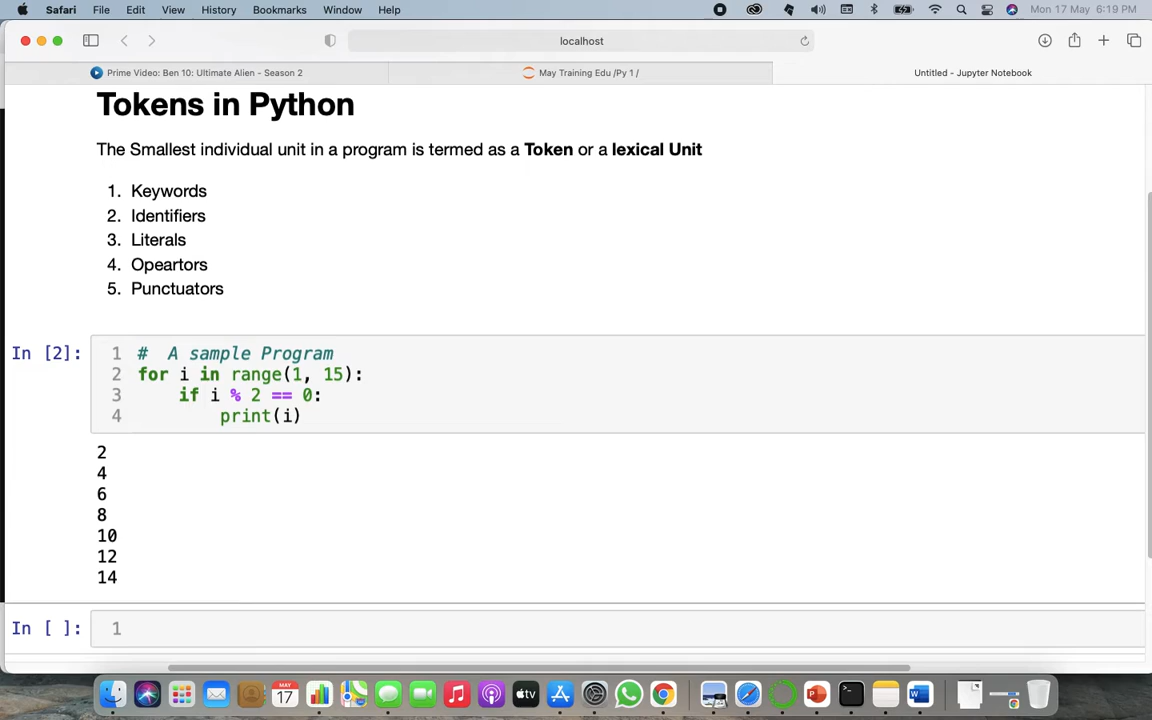 Safari File Edit View History Bookmarks Window Help Mon 17 May 6:19 PM
localhost
Prime Video: Ben 10: Ultimate Alien - Season 2 May Training Edu /Py 1 / Untitled - Jupyter Notebook
Tokens in Python
The Smallest individual unit in a program is termed as a Token or a lexical Unit
1. Keywords
2. Identifiers
3. Literals
4. Opeartors
5. Punctuators
In [2]: 1 # A sample Program
2 for i in range(1, 15):
3     if i % 2 == 0:
4         print(i)
2
4
6
8
10
12
14
In [ ]: 1
MAY
17
tv